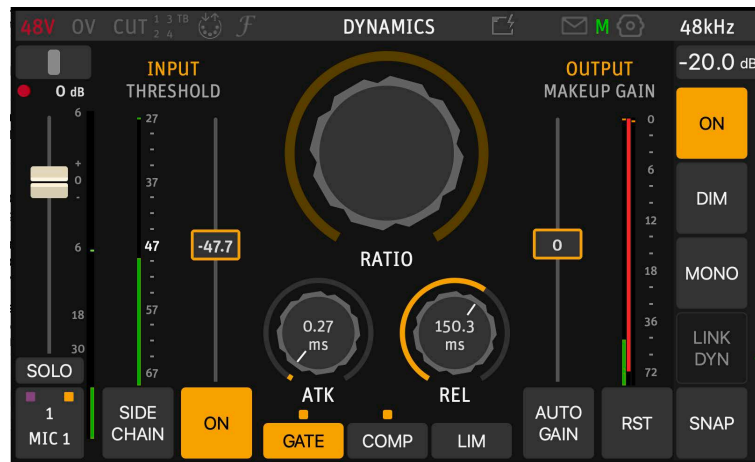 48V OV CUT 1 3 TB 2 4 F DYNAMICS M 48kHz
INPUT
OUTPUT
-20.0 dB
THRESHOLD
MAKEUP GAIN
0 dB
6
27
0
ON
+
0
-
37
6
12
DIM
6
47
-47.7
RATIO
0
18
MONO
18
57
0.27
ms
150.3
ms
36
LINK
DYN
30
67
72
SOLO
ATK
REL
1
MIC 1
SIDE
CHAIN
ON
GATE
COMP
LIM
AUTO
GAIN
RST
SNAP